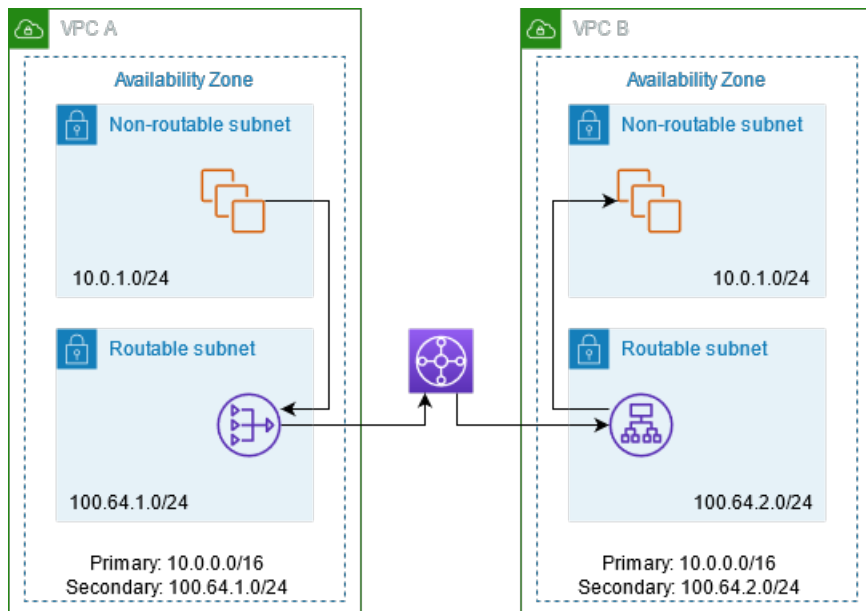 VPC A
Availability Zone
Non-routable subnet
10.0.1.0/24
Routable subnet
100.64.1.0/24
Primary: 10.0.0.0/16
Secondary: 100.64.1.0/24
VPC B
Availability Zone
Non-routable subnet
10.0.1.0/24
Routable subnet
100.64.2.0/24
Primary: 10.0.0.0/16
Secondary: 100.64.2.0/24